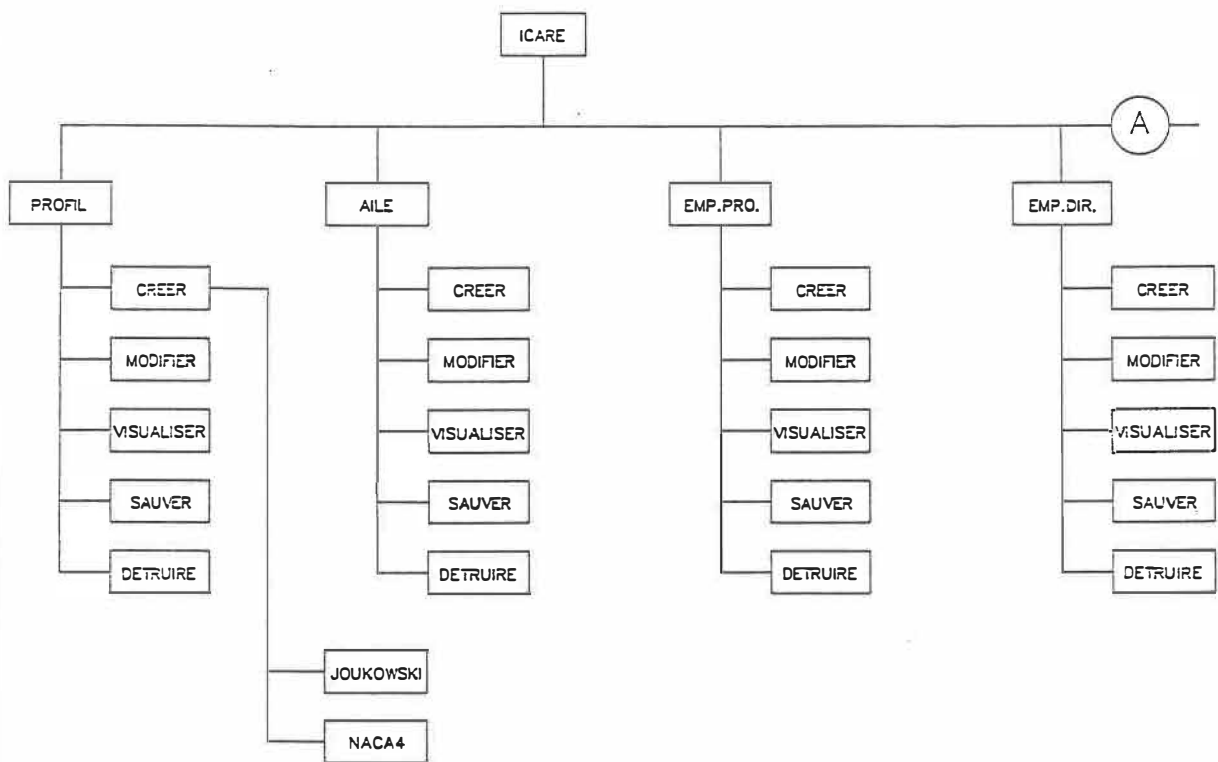 ICARE
A
PROFIL AILE EMP.PRO. EMP.DIR.
CREER CREER CREER CREER
MODIFIER MODIFIER MODIFIER MODIFIER
VISUALISER VISUALISER VISUALISER VISUALISER
SAUVER SAUVER SAUVER SAUVER
DETRUIRE DETRUIRE DETRUIRE DETRUIRE
JOUKOWSKI
NACA4